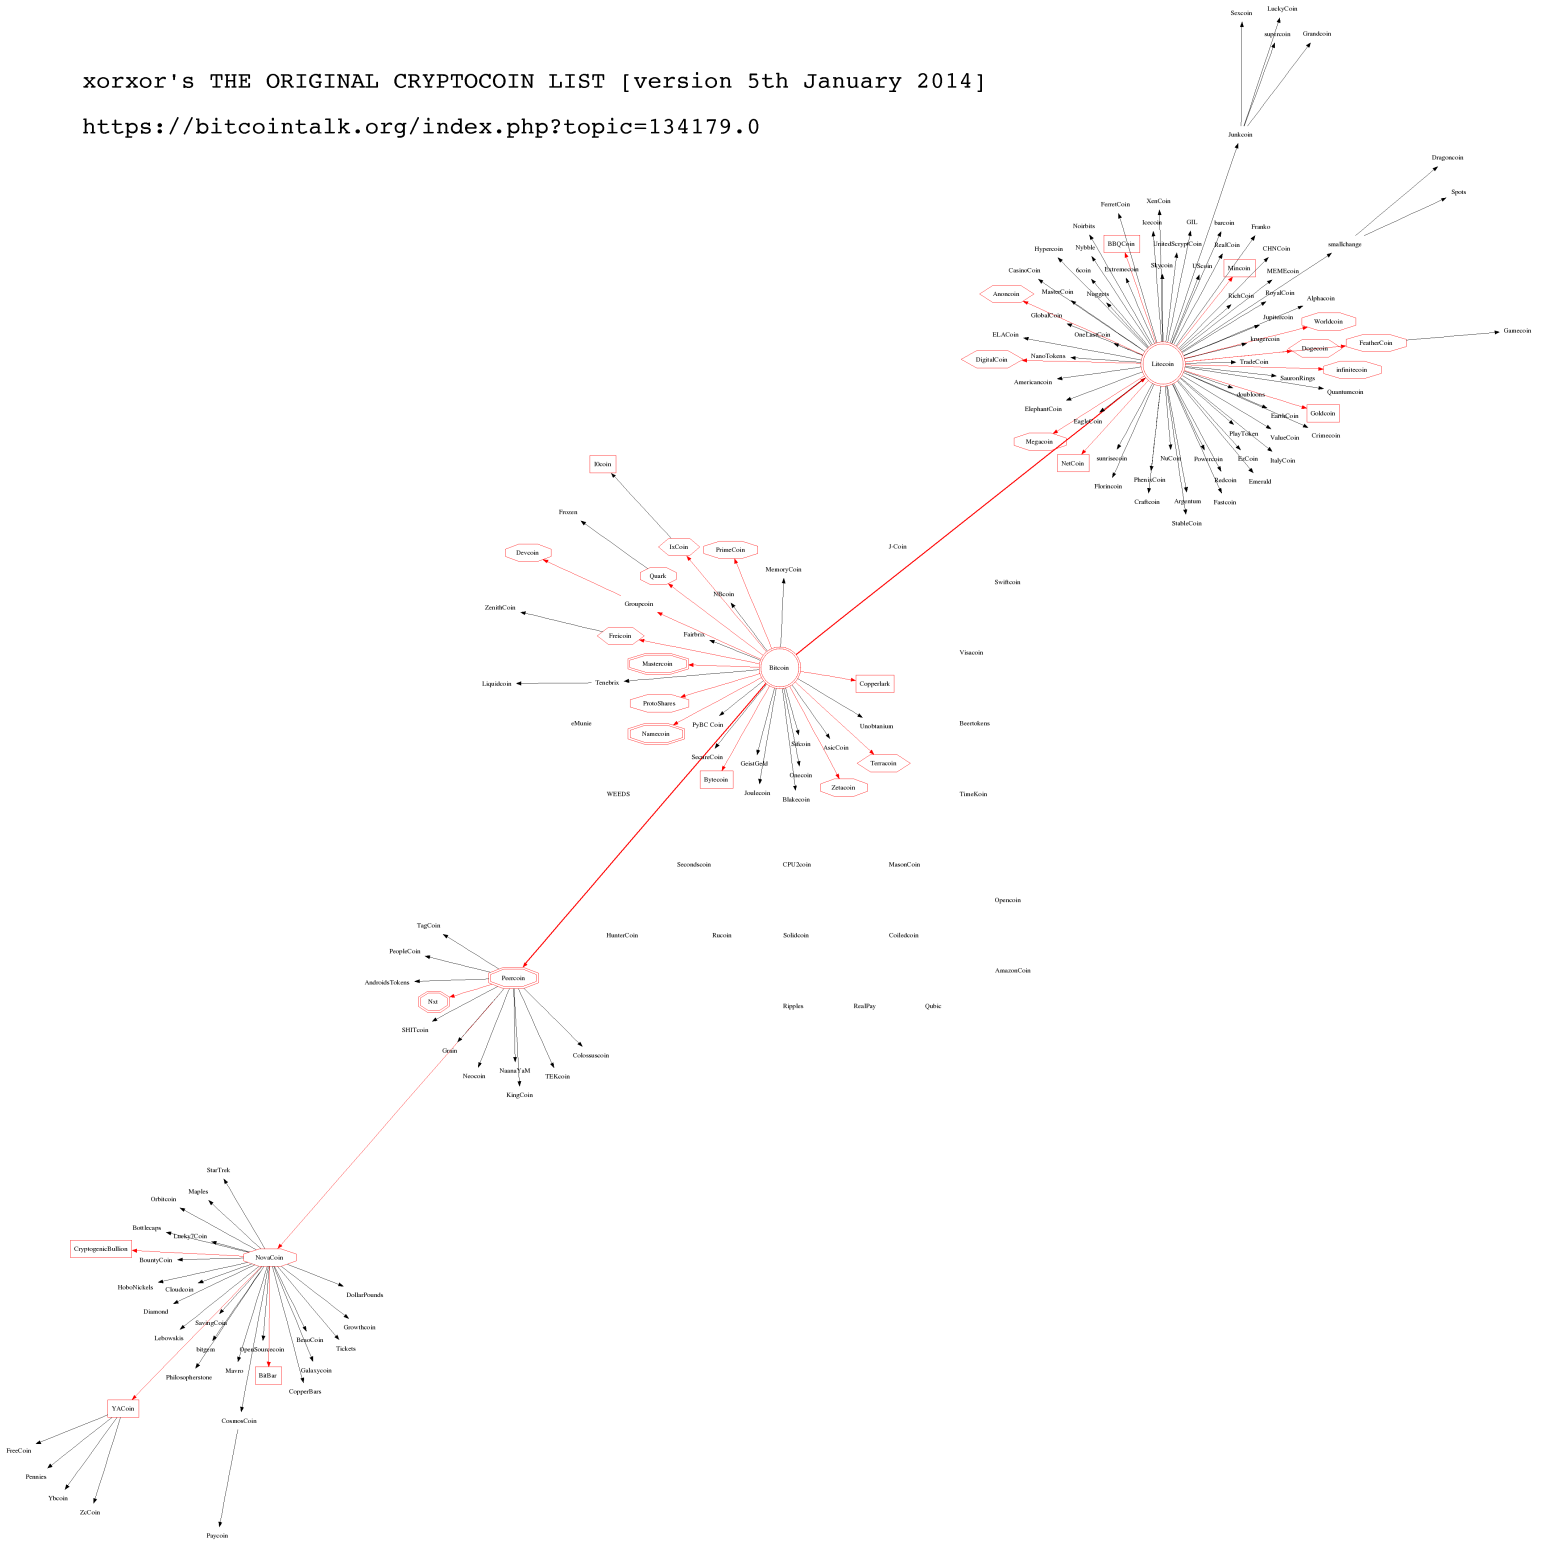 xorxor's THE ORIGINAL CRYPTOCOIN LIST [version 5th January 2014]
https://bitcointalk.org/index.php?topic=134179.0
Sexcoin
LuckyCoin
supercoin
Grandcoin
Junkcoin
Dragoncoin
Spots
smallchange
FerretCoin
XenCoin
Noirbits
Icecoin
GIL
barcoin
Franko
Hypercoin
Nybble
BBQCoin
UnitedScryptCoin
RealCoin
CHNCoin
CasinoCoin
6coin
Extremecoin
Skycoin
UScoin
Mincoin
MEMEcoin
Anoncoin
MasterCoin
Nuggets
RichCoin
RoyalCoin
Alphacoin
GlobalCoin
Jupitercoin
Worldcoin
ELACoin
OneLastCoin
krugercoin
Dogecoin
FeatherCoin
Gamecoin
DigitalCoin
NanoTokens
Litecoin
TradeCoin
infinitecoin
Americancoin
SauronRings
Quantumcoin
ElephantCoin
doubloons
EagleCoin
EarthCoin
Goldcoin
Megacoin
PlayToken
ValueCoin
Crimecoin
NetCoin
sunrisecoin
NuCoin
Powercoin
EzCoin
ItalyCoin
Florincoin
PhenixCoin
Redcoin
Emerald
Craftcoin
Argentum
Fastcoin
StableCoin
I0coin
Frozen
Devcoin
IxCoin
PrimeCoin
J-Coin
Quark
MemoryCoin
Swiftcoin
ZenithCoin
Groupcoin
NBcoin
Freicoin
Fairbrix
Visacoin
Mastercoin
Bitcoin
Liquidcoin
Tenebrix
Copperlark
ProtoShares
eMunie
Namecoin
PyBC Coin
Unobtanium
Beertokens
SecureCoin
Sifcoin
AsicCoin
GeistGeld
Terracoin
Bytecoin
Onecoin
WEEDS
Joulecoin
Blakecoin
Zetacoin
TimeKoin
Secondscoin
CPU2coin
MasonCoin
Opencoin
HunterCoin
Rucoin
Solidcoin
Coiledcoin
AmazonCoin
Ripples
RealPay
Qubic
TagCoin
PeopleCoin
AndroidsTokens
Peercoin
Nxt
SHITcoin
Grain
Neocoin
NaanaYaM
TEKcoin
Colossuscoin
KingCoin
StarTrek
Maples
Orbitcoin
Bottlecaps
Lucky7Coin
CryptogenicBullion
BountyCoin
NovaCoin
HoboNickels
Cloudcoin
DollarPounds
Diamond
SavingCoin
Growthcoin
Lebowskis
bitgem
OpenSourcecoin
BeaoCoin
Tickets
Philosopherstone
Mavro
BitBar
Galaxycoin
CopperBars
YACoin
CosmosCoin
FreeCoin
Pennies
Ybcoin
ZcCoin
Paycoin